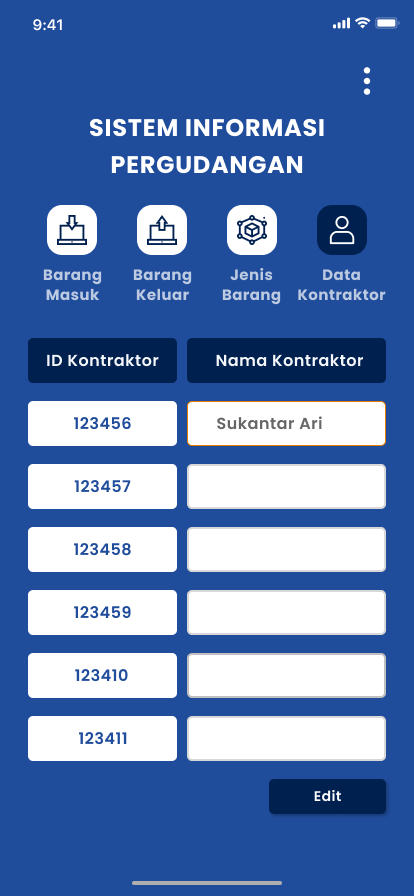 9:41
SISTEM INFORMASI
PERGUDANGAN
Barang Masuk
Barang Keluar
Jenis Barang
Data Kontraktor
ID Kontraktor Nama Kontraktor
123456 Sukantar Ari
123457
123458
123459
123410
123411
Edit